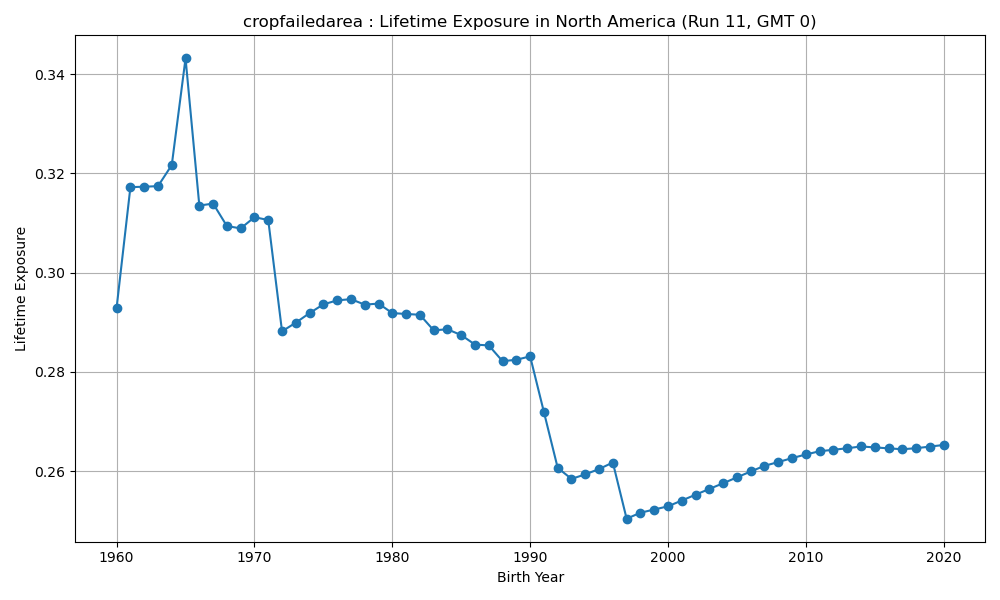 cropfailedarea : Lifetime Exposure in North America (Run 11, GMT 0)
Lifetime Exposure
0.34
0.32
0.30
0.28
0.26
1960 1970 1980 1990 2000 2010 2020
Birth Year